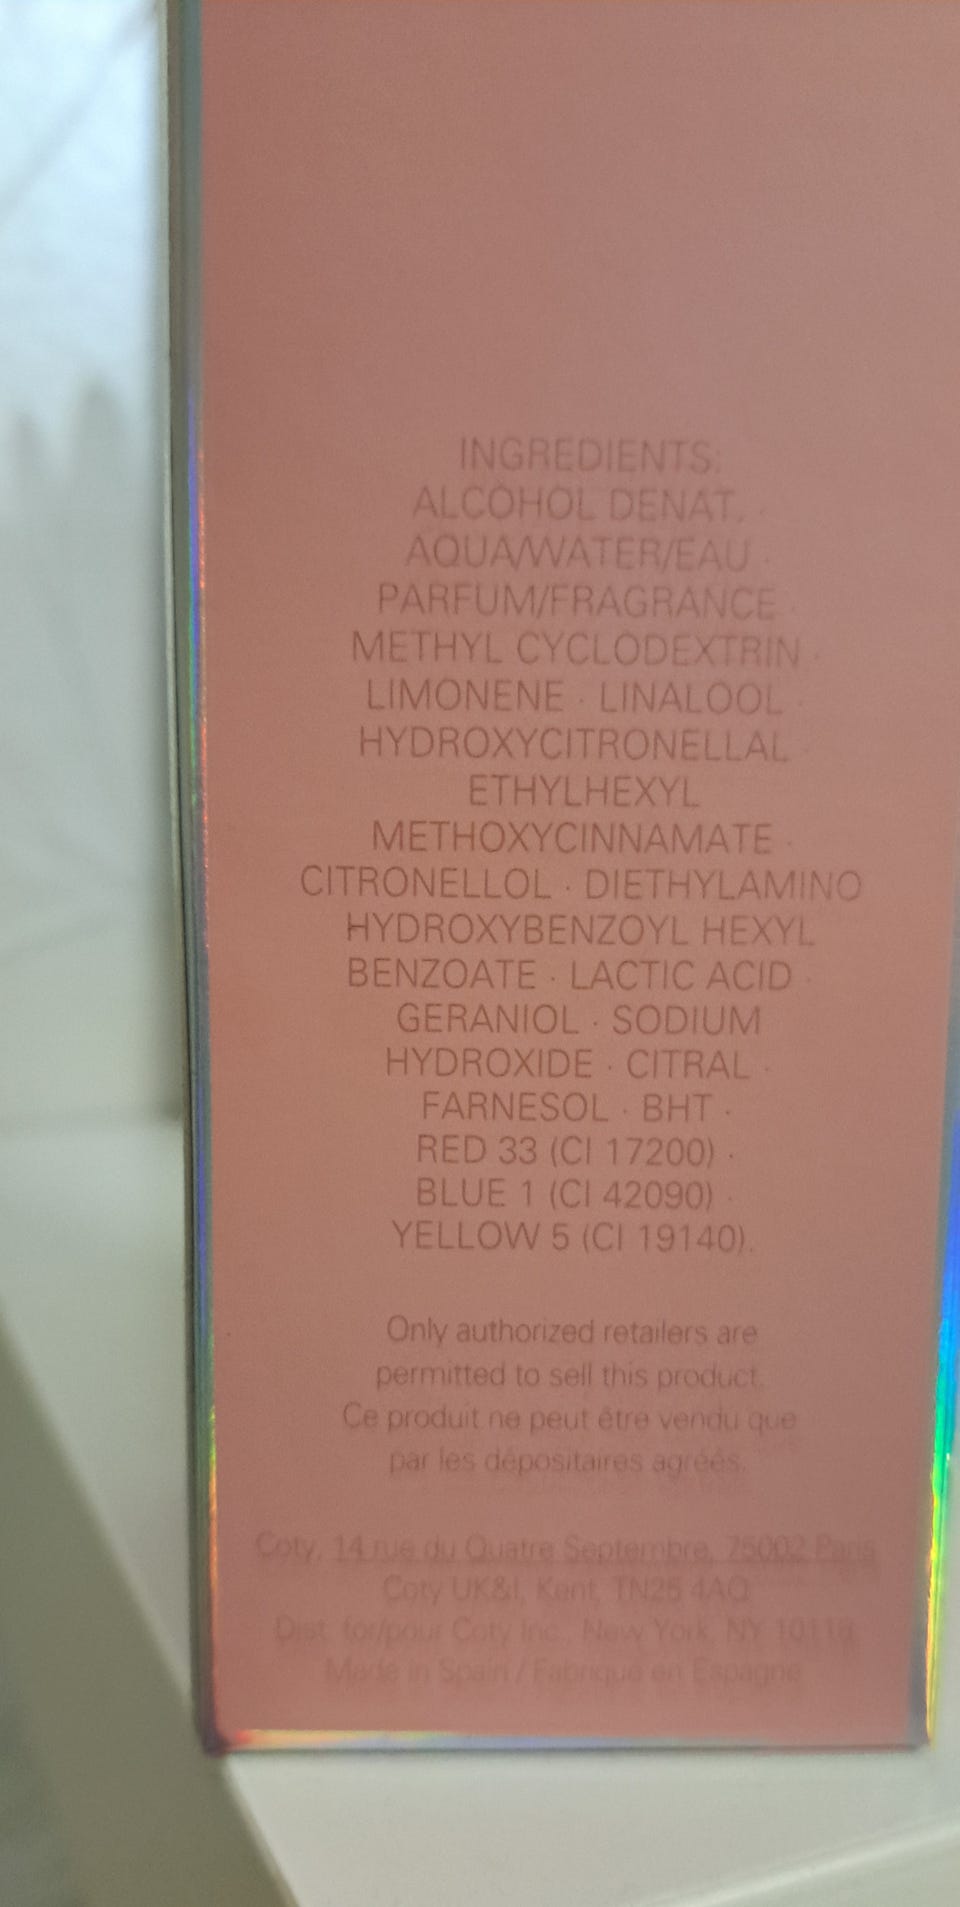 INGREDIENTS:
ALCOHOL DENAT. ·
AQUA/WATER/EAU ·
PARFUM/FRAGRANCE ·
METHYL CYCLODEXTRIN ·
LIMONENE · LINALOOL ·
HYDROXYCITRONELLAL ·
ETHYLHEXYL
METHOXYCINNAMATE ·
CITRONELLOL · DIETHYLAMINO
HYDROXYBENZOYL HEXYL
BENZOATE · LACTIC ACID ·
GERANIOL · SODIUM
HYDROXIDE · CITRAL ·
FARNESOL · BHT ·
RED 33 (CI 17200) ·
BLUE 1 (CI 42090) ·
YELLOW 5 (CI 19140).
Only authorized retailers are
permitted to sell this product.
Ce produit ne peut être vendu que
par les dépositaires agréés.
Coty, 14 rue du Quatre Septembre, 75002 Paris
Coty UK&I, Kent, TN25 4AQ
Dist. for/pour Coty Inc., New York, NY 10118
Made in Spain / Fabriqué en Espagne